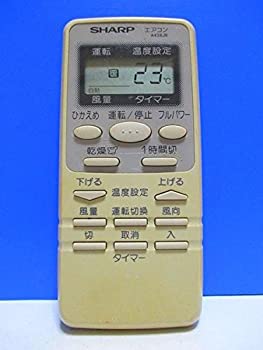 SHARP エアコン
運転 温度設定
23℃
自動
風量 タイマー
ひかえめ 運転/停止 フルパワー
乾燥 1時間切
下げる 上げる
温度設定
風量 運転切換 風向
切 取消 入
タイマー